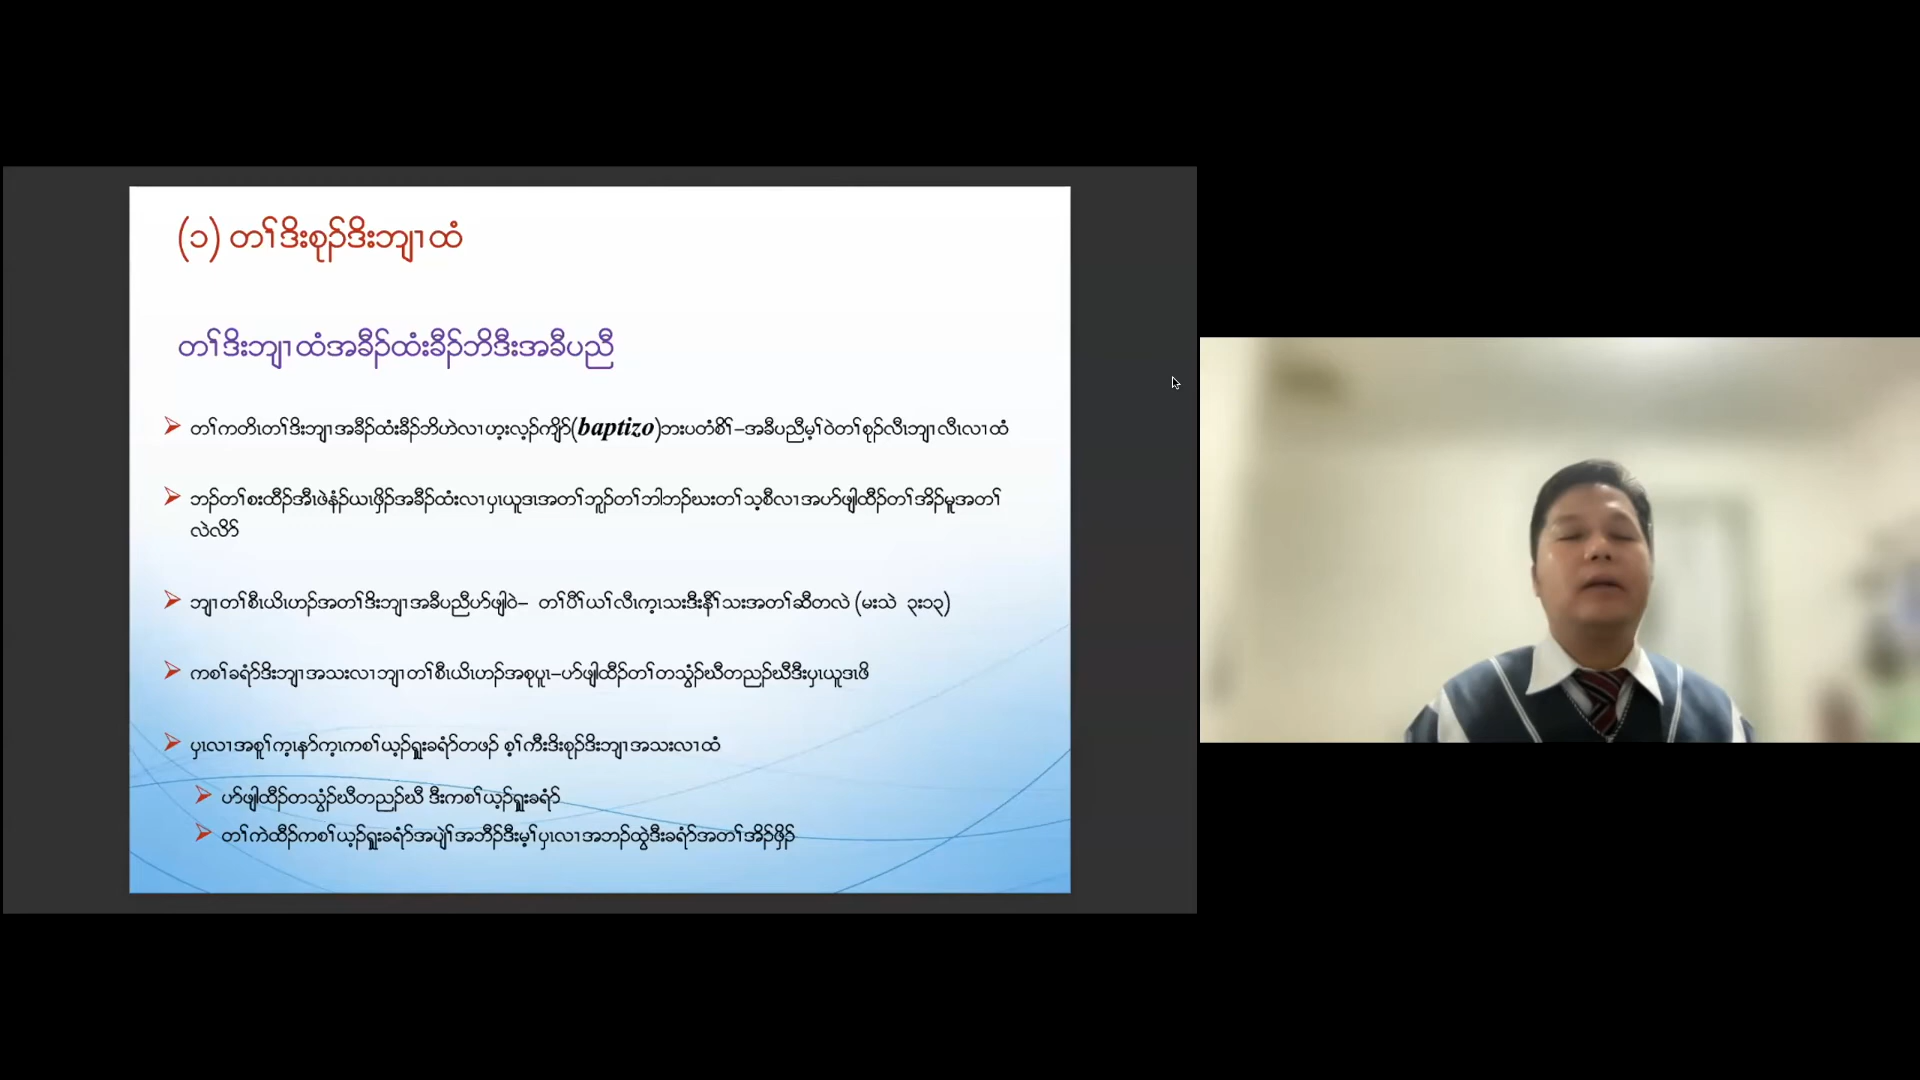 (၁) တၢ်ဒိးစုၣ်ဒိးဘျၢထံ
တၢ်ဒိးဘျၢထံအခီၣ်ထံးခီၣ်ဘိဒီးအခီပညီ
တၢ်ကတိၤတၢ်ဒိးဘျၢအခီၣ်ထံးခီၣ်ဘိဟဲလၢဟ့းလ့ၣ်ကျိာ်(baptizo)ဘးပတံစိၢ်–အခီပညီမ့ၢ်ဝဲတၢ်စုၣ်လီၤဘျၢလီၤလၢထံ
ဘၣ်တၢ်စးထီၣ်အီၤဖဲနံၣ်ယၤဖှိၣ်အခီၣ်ထံးလၢပှၤယူဒၤအတၢ်ဘူၣ်တၢ်ဘါဘၣ်ဃးတၢ်သ့စီလၢအဟ်ဖျါထီၣ်တၢ်အိၣ်မူအတၢ်
လဲလိာ်
ဘျၢတၢ်စီၤယိၤဟၣ်အတၢ်ဒိးဘျၢအခီပညီဟ်ဖျါဝဲ– တၢ်ပိၢ်ယၢ်လီၤက့ၤသးဒီးနီၢ်သးအတၢ်ဆီတလဲ (မးသဲ ၃း၁၃)
ကစၢ်ခရံာ်ဒိးဘျၢအသးလၢဘျၢတၢ်စီၤယိၤဟၣ်အစုပူၤ–ဟ်ဖျါထီၣ်တၢ်တသွံၣ်ဃီတညၣ်ဃီဒီးပှၤယူဒၤဖိ
ပှၤလၢအစူၢ်က့ၤနာ်က့ၤကစၢ်ယ့ၣ်ရှူးခရံာ်တဖၣ် စ့ၢ်ကီးဒိးစုၣ်ဒိးဘျၢအသးလၢထံ
ဟ်ဖျါထီၣ်တသွံၣ်ဃီတညၣ်ဃီ ဒီးကစၢ်ယ့ၣ်ရှူးခရံာ်
တၢ်ကဲထီၣ်ကစၢ်ယ့ၣ်ရှူးခရံာ်အပျဲၢ်အဘီၣ်ဒီးမ့ၢ်ပှၤလၢအဘၣ်ထွဲဒီးခရံာ်အတၢ်အိၣ်ဖှိၣ်